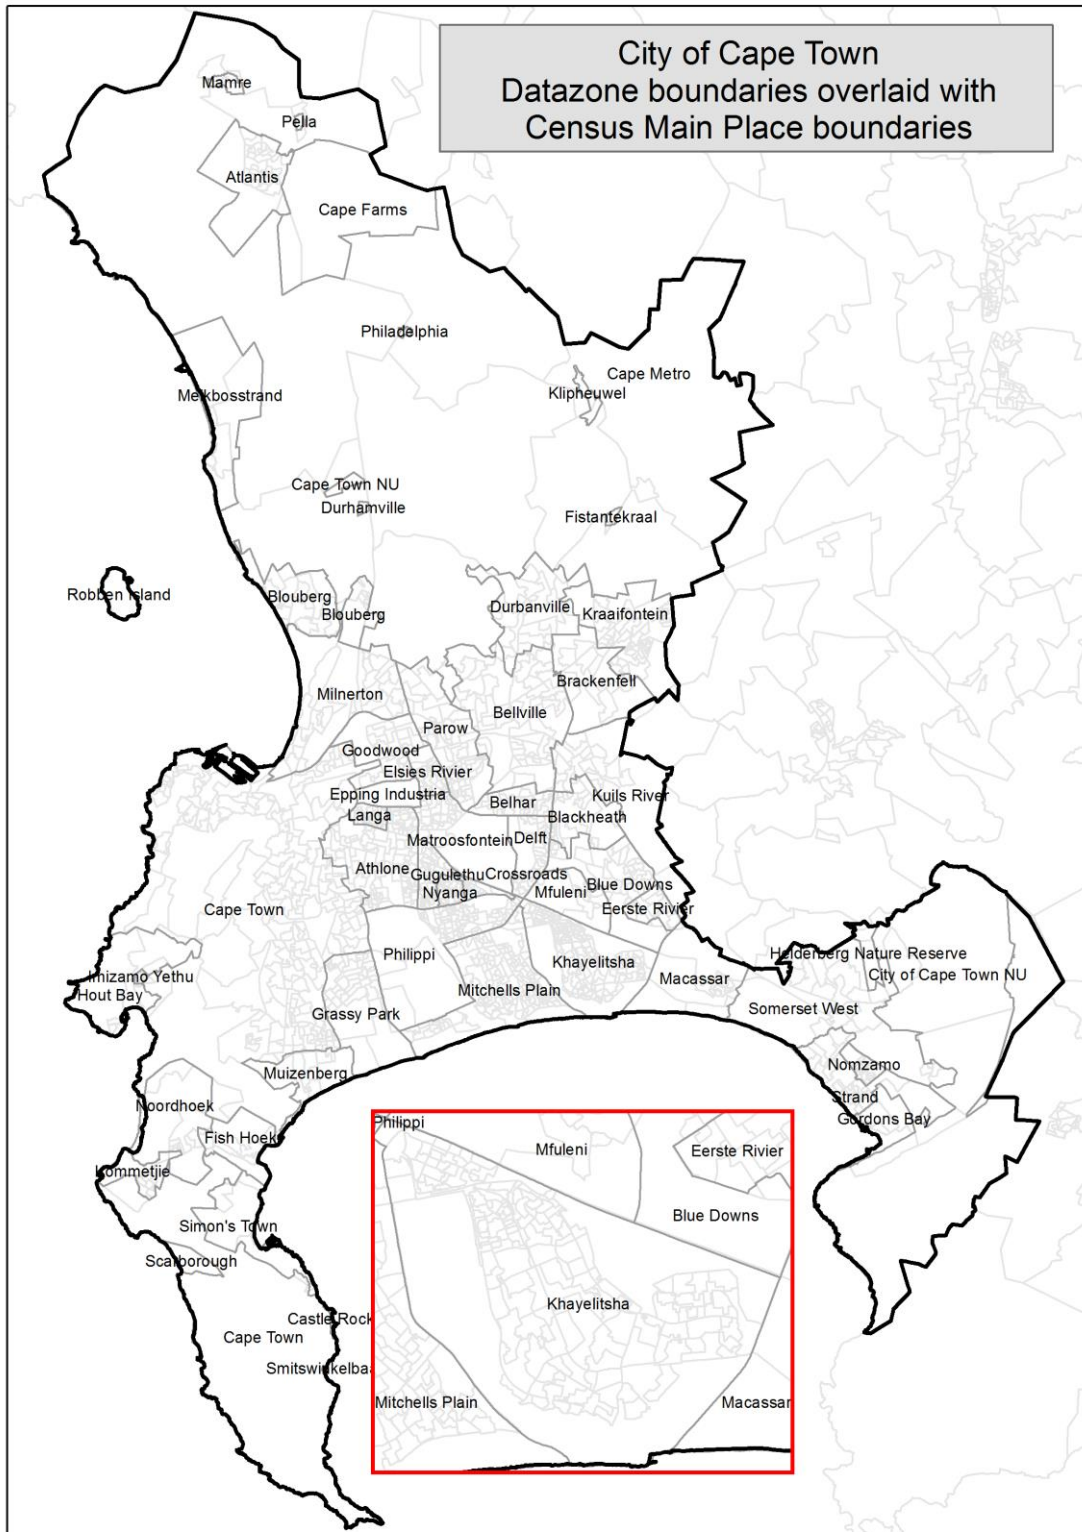 City of Cape Town
Datazone boundaries overlaid with
Census Main Place boundaries
Mamre
Pella
Atlantis
Cape Farms
Philadelphia
Cape Metro
Klipheuwel
Melkbosstrand
Cape Town NU
Durhamville
Fistantekraal
Robben Island
Blouberg
Blouberg
Durbanville
Kraaifontein
Brackenfell
Milnerton
Bellville
Parow
Goodwood
Elsies Rivier
Epping Industria
Belhar
Kuils River
Langa
Blackheath
Matroosfontein
Delft
Athlone
Gugulethu
Crossroads
Nyanga
Mfuleni
Blue Downs
Eerste Rivier
Cape Town
Philippi
Khayelitsha
Helderberg Nature Reserve
City of Cape Town NU
Imizamo Yethu
Hout Bay
Mitchells Plain
Macassar
Somerset West
Grassy Park
Muizenberg
Nomzamo
Strand
Gordons Bay
Noordhoek
Fish Hoek
Kommetjie
Simon's Town
Scarborough
Castle Rock
Cape Town
Smitswinkelbaa
Philippi
Mfuleni
Eerste Rivier
Blue Downs
Khayelitsha
Mitchells Plain
Macassar